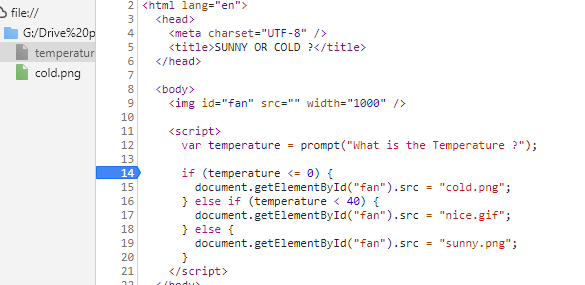 file://
G:/Drive%20p
temperatur
cold.png
2 <html lang="en">
3 <head>
4 <meta charset="UTF-8" />
5 <title>SUNNY OR COLD ?</title>
6 </head>
7
8 <body>
9 <img id="fan" src="" width="1000" />
10
11 <script>
12 var temperature = prompt("What is the Temperature ?");
13
14 if (temperature <= 0) {
15 document.getElementById("fan").src = "cold.png";
16 } else if (temperature < 40) {
17 document.getElementById("fan").src = "nice.gif";
18 } else {
19 document.getElementById("fan").src = "sunny.png";
20 }
21 </script>
22 </body>